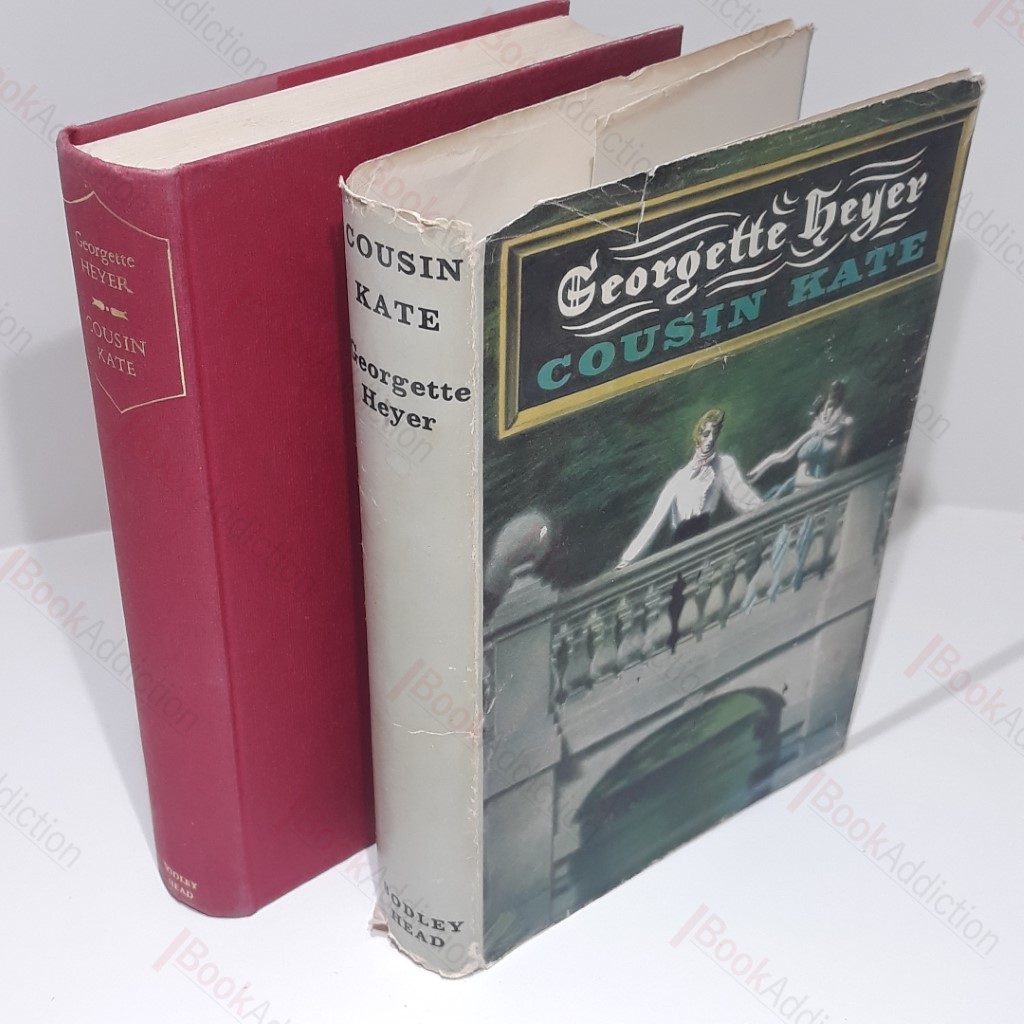 Georgette
HEYER
COUSIN
KATE
BODLEY
HEAD
COUSIN
KATE
Georgette
Heyer
BODLEY
HEAD
Georgette Heyer
COUSIN KATE
BookAddiction